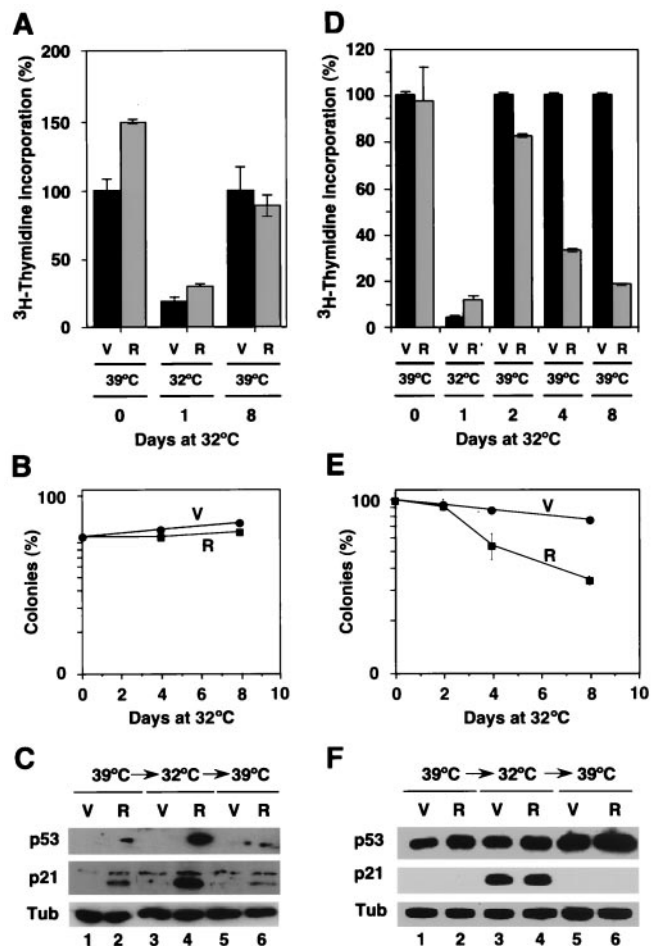 A
³H-Thymidine Incorporation (%)
200
150
100
50
0
V R V R V R
39ºC 32ºC 39ºC
0 1 8
Days at 32ºC
B
Colonies (%)
100
0
V
R
0 2 4 6 8 10
Days at 32ºC
C
39ºC → 32ºC → 39ºC
V R V R V R
p53
p21
Tub
1 2 3 4 5 6
D
³H-Thymidine Incorporation (%)
120
100
80
60
40
20
0
V R V R' V R V R V R
39ºC 32ºC 39ºC 39ºC 39ºC
0 1 2 4 8
Days at 32ºC
E
Colonies (%)
100
0
V
R
0 2 4 6 8 10
Days at 32ºC
F
39ºC → 32ºC → 39ºC
V R V R V R
p53
p21
Tub
1 2 3 4 5 6